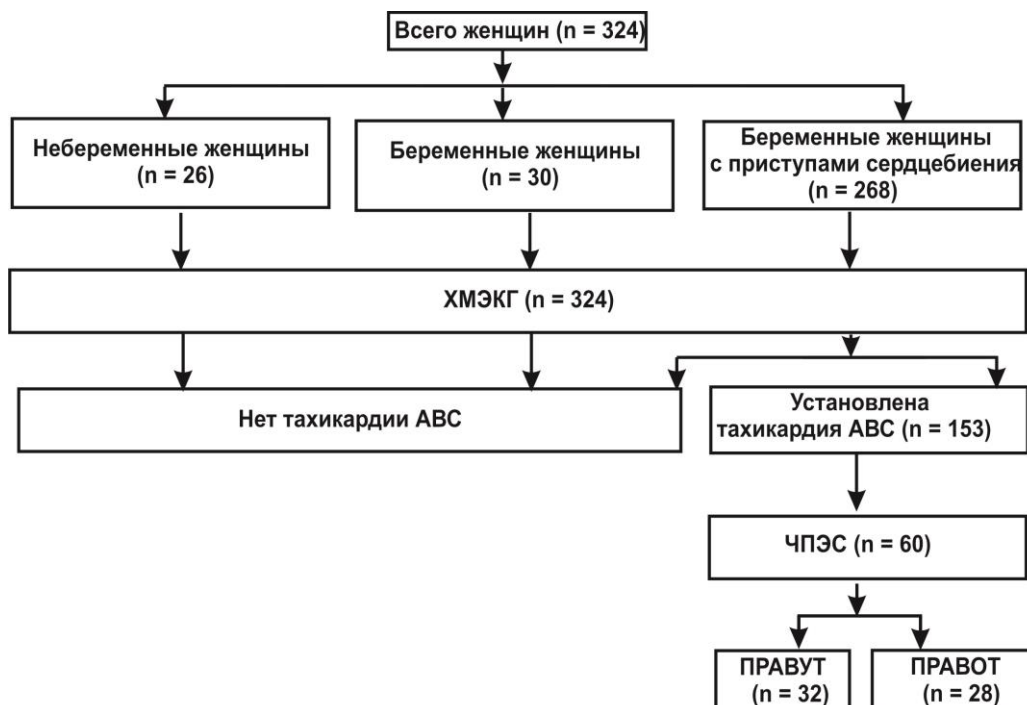 Всего женщин (n = 324)
Небеременные женщины
(n = 26)
Беременные женщины
(n = 30)
Беременные женщины
с приступами сердцебиения
(n = 268)
ХМЭКГ (n = 324)
Нет тахикардии АВС
Установлена
тахикардия АВС (n = 153)
ЧПЭС (n = 60)
ПРАВУТ
(n = 32)
ПРАВОТ
(n = 28)